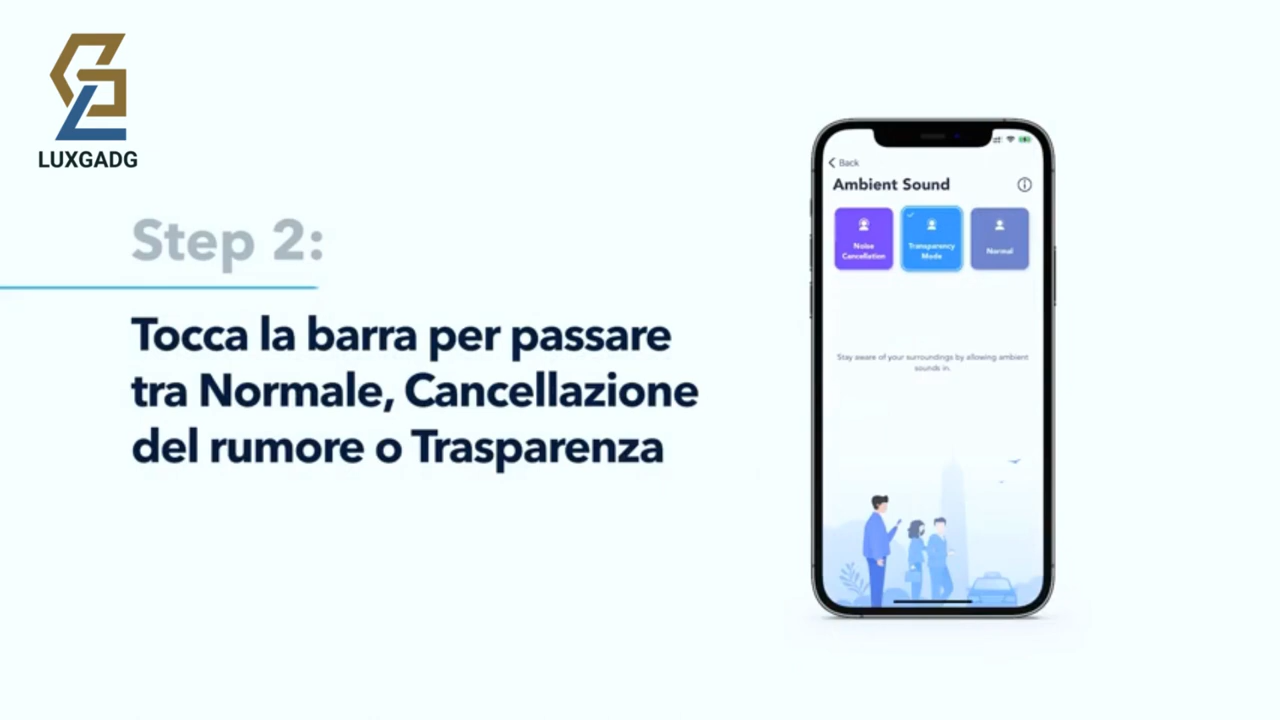 LUXGADG
Step 2:
Tocca la barra per passare
tra Normale, Cancellazione
del rumore o Trasparenza
Back
Ambient Sound
Noise
Cancellation
Transparency
Mode
Normal
Stay aware of your surroundings by allowing ambient
sounds in.